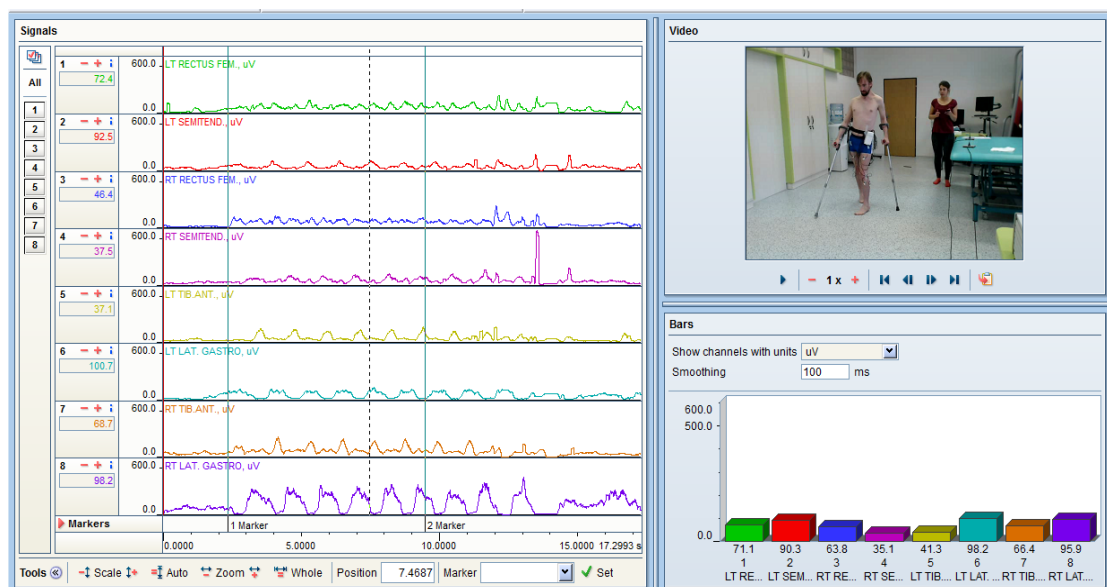 Signals
All
1
2
3
4
5
6
7
8
1 − + i 600.0 LT RECTUS FEM., uV
72.4
0.0
2 − + i 600.0 LT SEMITEND., uV
92.5
0.0
3 − + i 600.0 RT RECTUS FEM., uV
46.4
0.0
4 − + i 600.0 RT SEMITEND., uV
37.5
0.0
5 − + i 600.0 LT TIB.ANT., uV
37.1
0.0
6 − + i 600.0 LT LAT. GASTRO, uV
100.7
0.0
7 − + i 600.0 RT TIB.ANT., uV
68.7
0.0
8 − + i 600.0 RT LAT. GASTRO, uV
98.2
0.0
Markers 1 Marker 2 Marker
0.0000 5.0000 10.0000 15.0000 17.2993 s
Tools Scale Auto Zoom Whole Position 7.4687 Marker Set
Video
− 1 x +
Bars
Show channels with units uV
Smoothing 100 ms
600.0
500.0
0.0
71.1 90.3 63.8 35.1 41.3 98.2 66.4 95.9
1 2 3 4 5 6 7 8
LT RE... LT SEM... RT RE... RT SE... LT TIB... LT LAT. ... RT TIB... RT LAT...